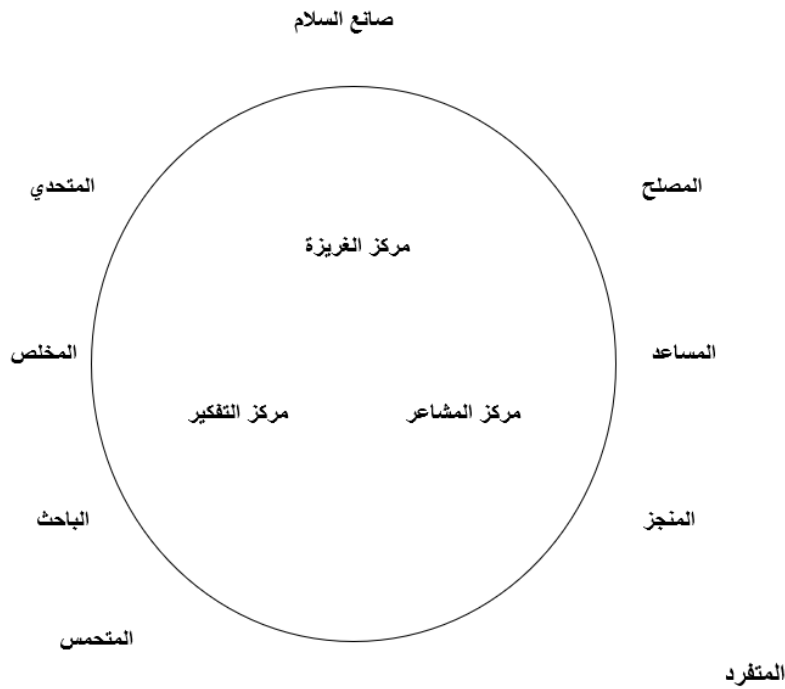 صانع السلام
المصلح
المتحدي
مركز الغريزة
المساعد
المخلص
مركز المشاعر
مركز التفكير
المنجز
الباحث
المتحمس
المتفرد